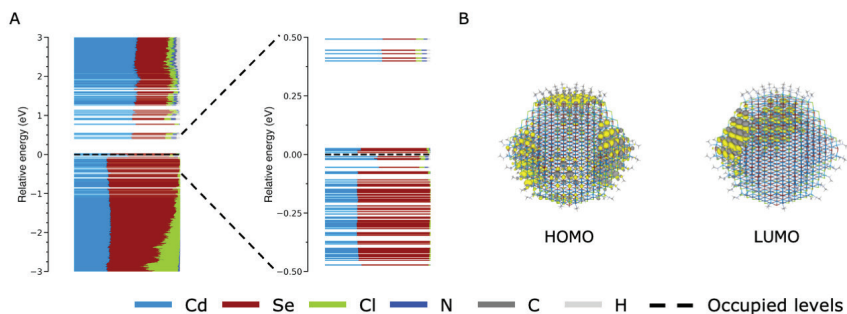 A
B
Relative energy (eV)
3
2
1
0
−1
−2
−3
Relative energy (eV)
0.50
0.25
0.00
−0.25
−0.50
HOMO
LUMO
Cd Se Cl N C H Occupied levels